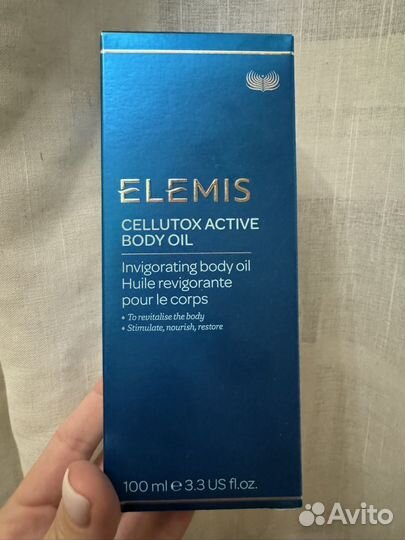 ELEMIS
CELLUTOX ACTIVE
BODY OIL
Invigorating body oil
Huile revigorante
pour le corps
• To revitalise the body
• Stimulate, nourish, restore
100 ml e 3.3 US fl.oz.
Avito